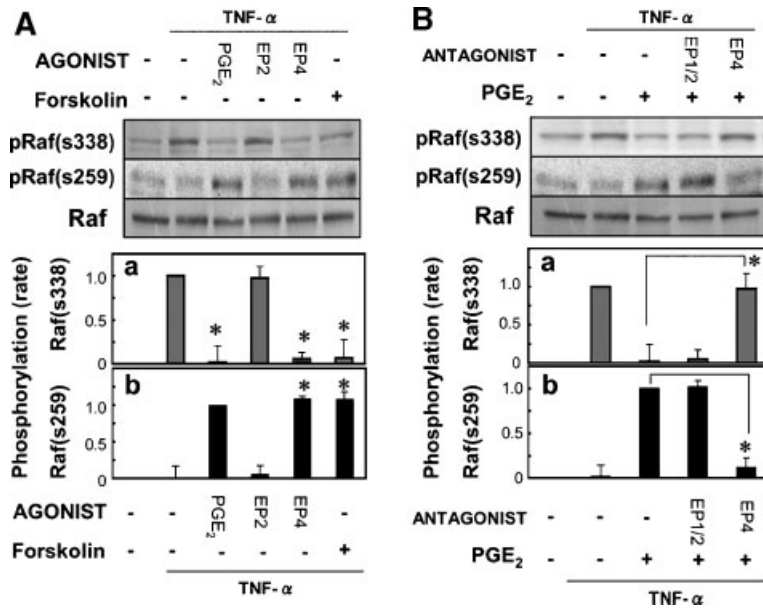 A
TNF-α
AGONIST - - PGE2 EP2 EP4 -
Forskolin - - - - - +
pRaf(s338)
pRaf(s259)
Raf
Phosphorylation (rate)
Raf(s338)
a
1.0
0.5
0
* * *
Raf(s259)
b
1.0
0.5
0
* *
AGONIST - - PGE2 EP2 EP4 -
Forskolin - - - - - +
TNF-α
B
TNF-α
ANTAGONIST - - - EP1/2 EP4
PGE2 - - + + +
pRaf(s338)
pRaf(s259)
Raf
Phosphorylation (rate)
Raf(s338)
a
1.0
0.5
0
*
Raf(s259)
b
1.0
0.5
0
*
ANTAGONIST - - - EP1/2 EP4
PGE2 - - + + +
TNF-α